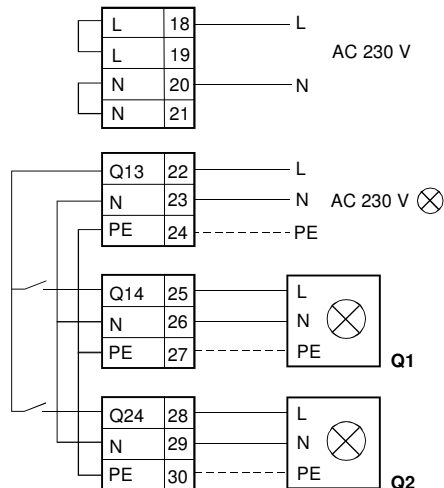 L 18 L
L 19 AC 230 V
N 20 N
N 21
Q13 22 L
N 23 N AC 230 V
PE 24 PE
Q14 25 L
N 26 N
PE 27 PE Q1
Q24 28 L
N 29 N
PE 30 PE Q2